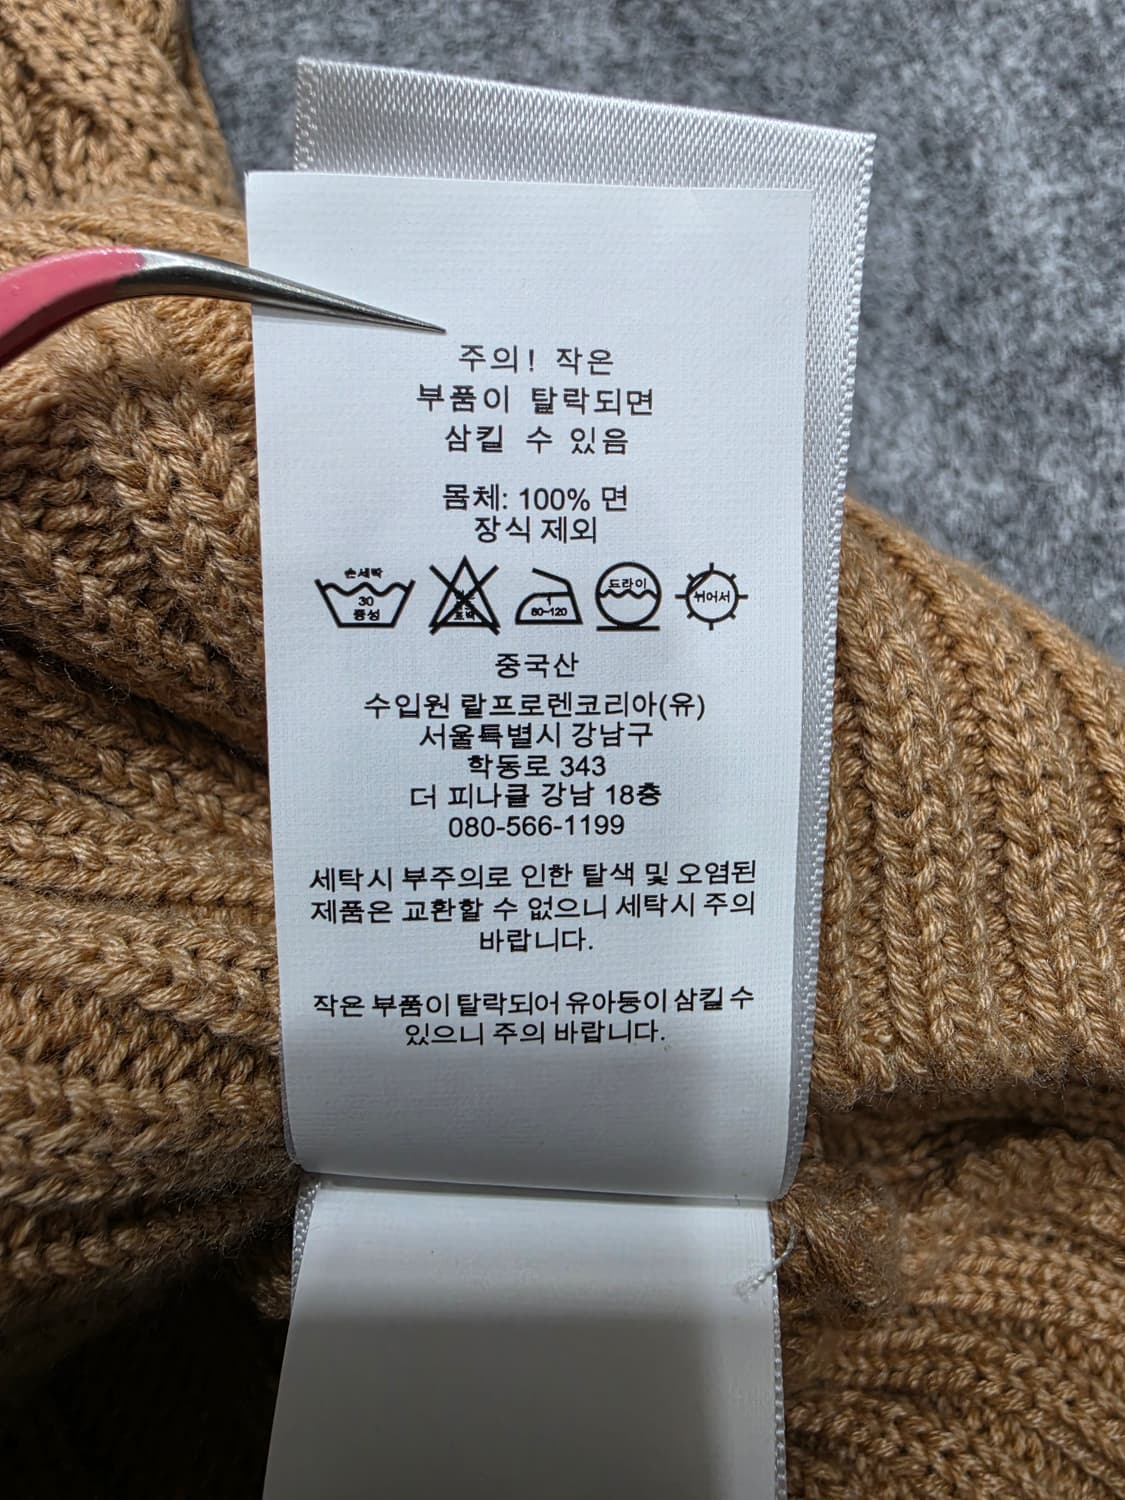 주의! 작은
부품이 탈락되면
삼킬 수 있음
몸체: 100% 면
장식 제외
손세탁
30
중성
80~120
드라이
뉘어서
중국산
수입원 랄프로렌코리아(유)
서울특별시 강남구
학동로 343
더 피나클 강남 18층
080-566-1199
세탁시 부주의로 인한 탈색 및 오염된
제품은 교환할 수 없으니 세탁시 주의
바랍니다.
작은 부품이 탈락되어 유아동이 삼킬 수
있으니 주의 바랍니다.